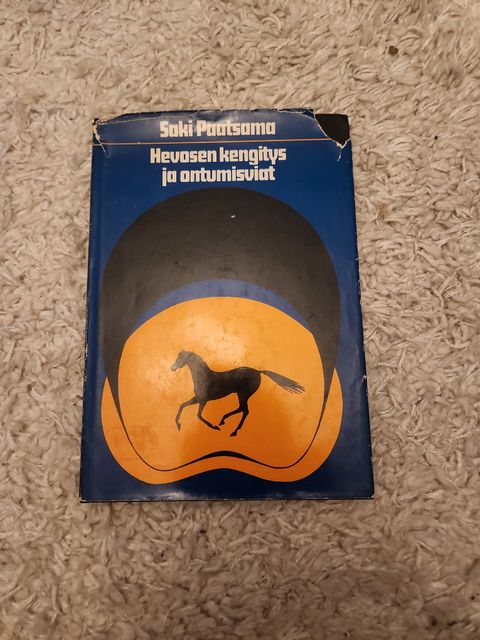 Saki Paatsama
Hevosen kengitys
ja ontumisviat